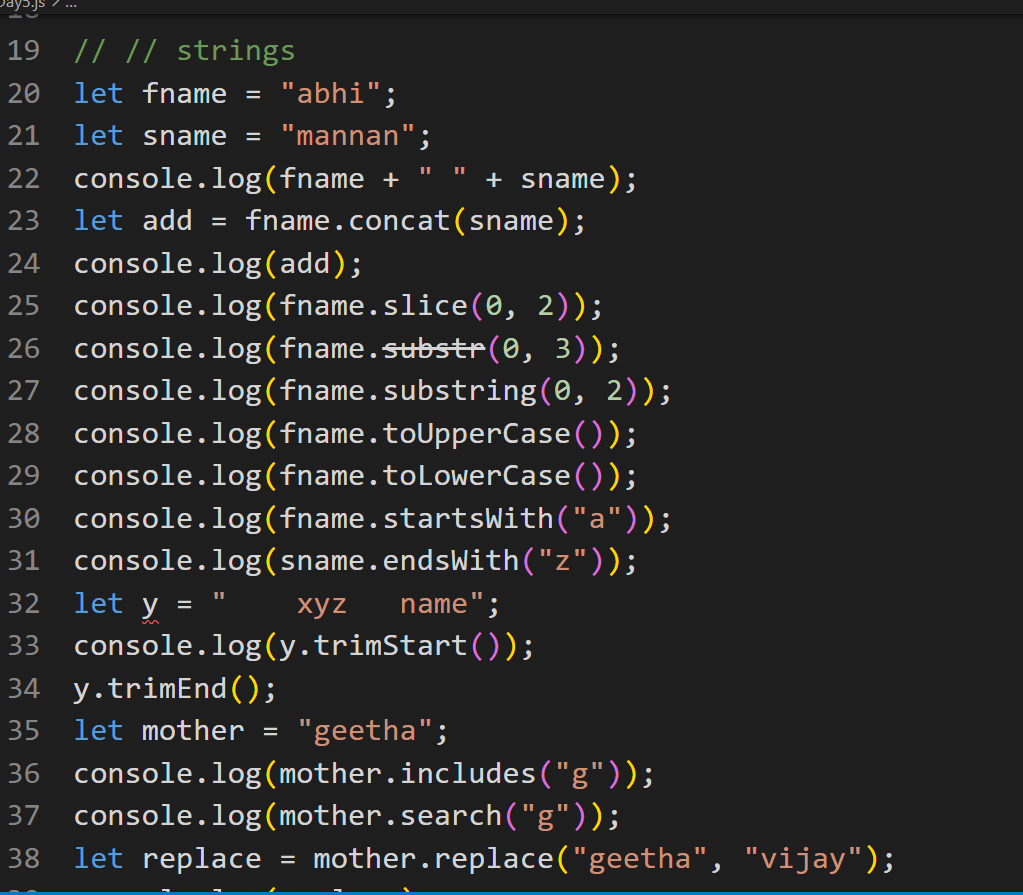 Day5.js > ...
19 // // strings
20 let fname = "abhi";
21 let sname = "mannan";
22 console.log(fname + " " + sname);
23 let add = fname.concat(sname);
24 console.log(add);
25 console.log(fname.slice(0, 2));
26 console.log(fname.substr(0, 3));
27 console.log(fname.substring(0, 2));
28 console.log(fname.toUpperCase());
29 console.log(fname.toLowerCase());
30 console.log(fname.startsWith("a"));
31 console.log(sname.endsWith("z"));
32 let y = "    xyz   name";
33 console.log(y.trimStart());
34 y.trimEnd();
35 let mother = "geetha";
36 console.log(mother.includes("g"));
37 console.log(mother.search("g"));
38 let replace = mother.replace("geetha", "vijay");